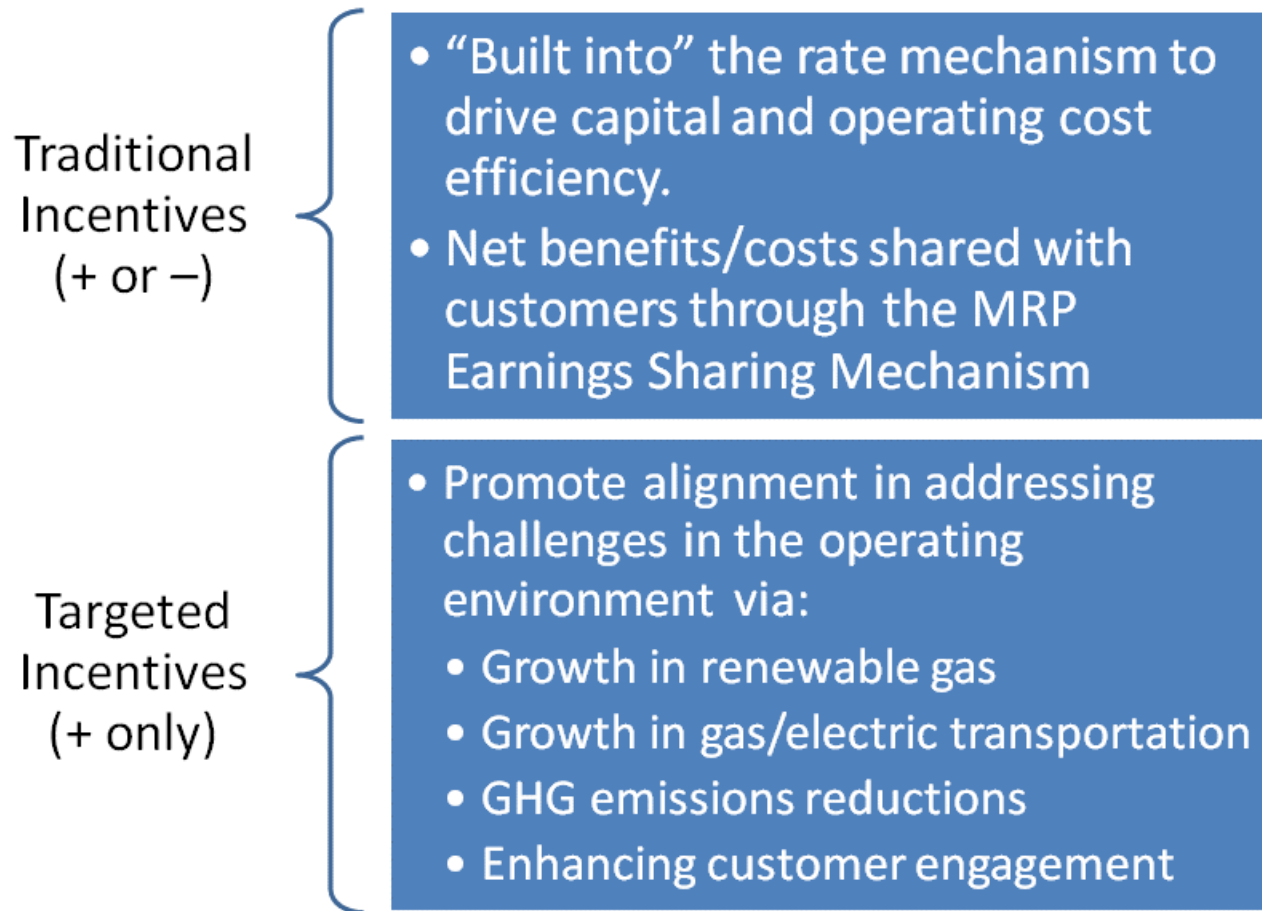 Traditional
Incentives
(+ or –)
• “Built into” the rate mechanism to
drive capital and operating cost
efficiency.
• Net benefits/costs shared with
customers through the MRP
Earnings Sharing Mechanism
Targeted
Incentives
(+ only)
• Promote alignment in addressing
challenges in the operating
environment via:
• Growth in renewable gas
• Growth in gas/electric transportation
• GHG emissions reductions
• Enhancing customer engagement